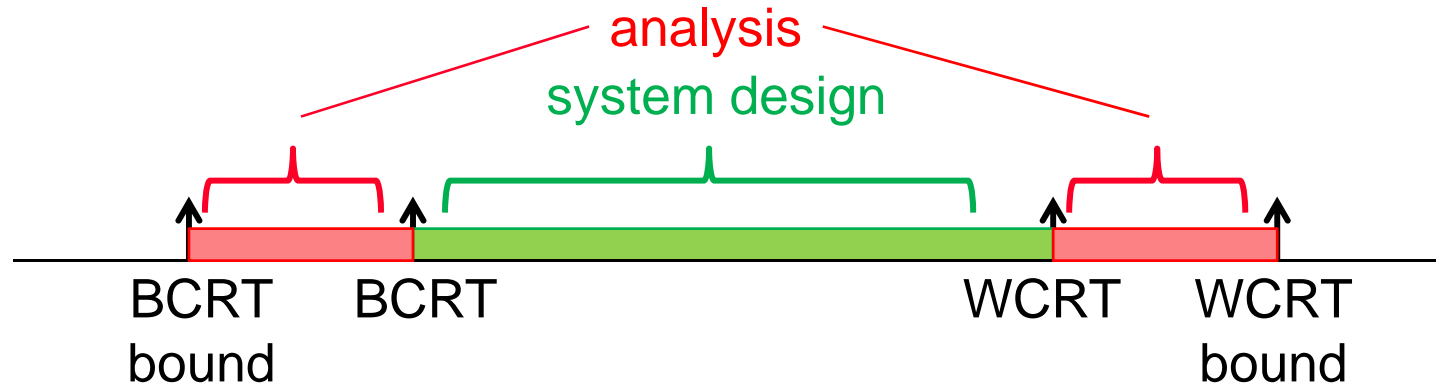 analysis
system design
BCRT
bound
BCRT
WCRT
WCRT
bound